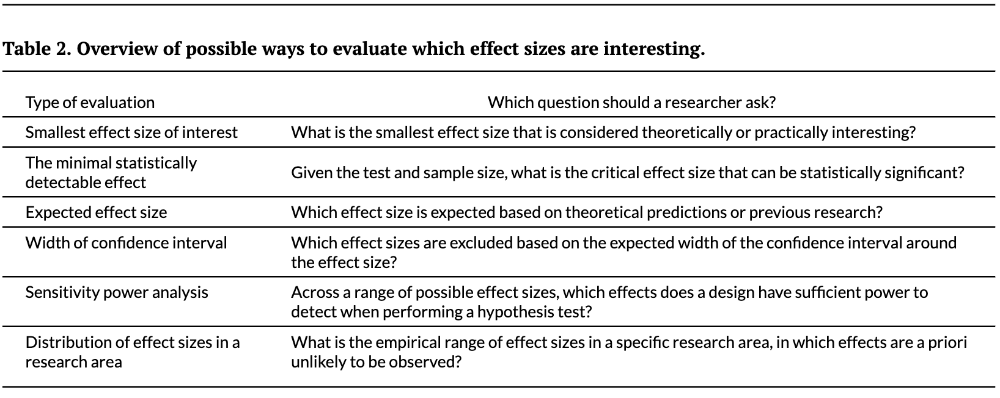 Table 2. Overview of possible ways to evaluate which effect sizes are interesting.
Type of evaluation
Which question should a researcher ask?
Smallest effect size of interest
What is the smallest effect size that is considered theoretically or practically interesting?
The minimal statistically
detectable effect
Given the test and sample size, what is the critical effect size that can be statistically significant?
Expected effect size
Which effect size is expected based on theoretical predictions or previous research?
Width of confidence interval
Which effect sizes are excluded based on the expected width of the confidence interval around
the effect size?
Sensitivity power analysis
Across a range of possible effect sizes, which effects does a design have sufficient power to
detect when performing a hypothesis test?
Distribution of effect sizes in a
research area
What is the empirical range of effect sizes in a specific research area, in which effects are a priori
unlikely to be observed?